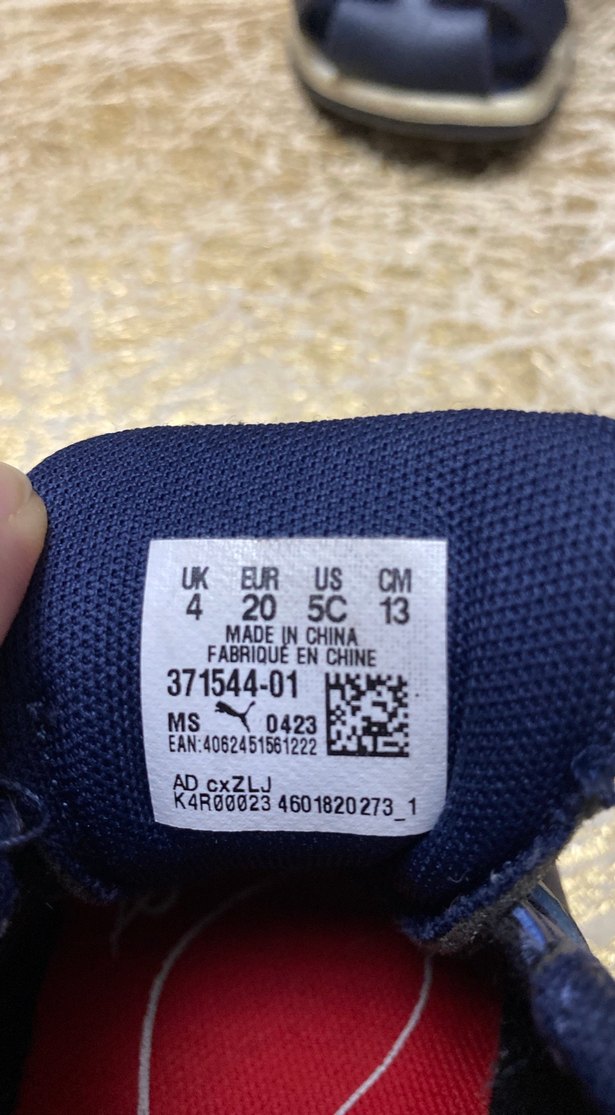 UK EUR US CM
4 20 5C 13
MADE IN CHINA
FABRIQUÉ EN CHINE
371544-01
MS 0423
EAN:4062451561222
AD cxZLJ
K4R00023 4601820273_1